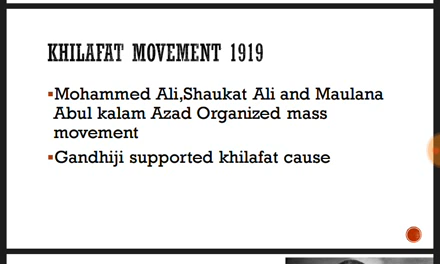 KHILAFAT MOVEMENT 1919
▪Mohammed Ali,Shaukat Ali and Maulana
Abul kalam Azad Organized mass
movement
▪Gandhiji supported khilafat cause